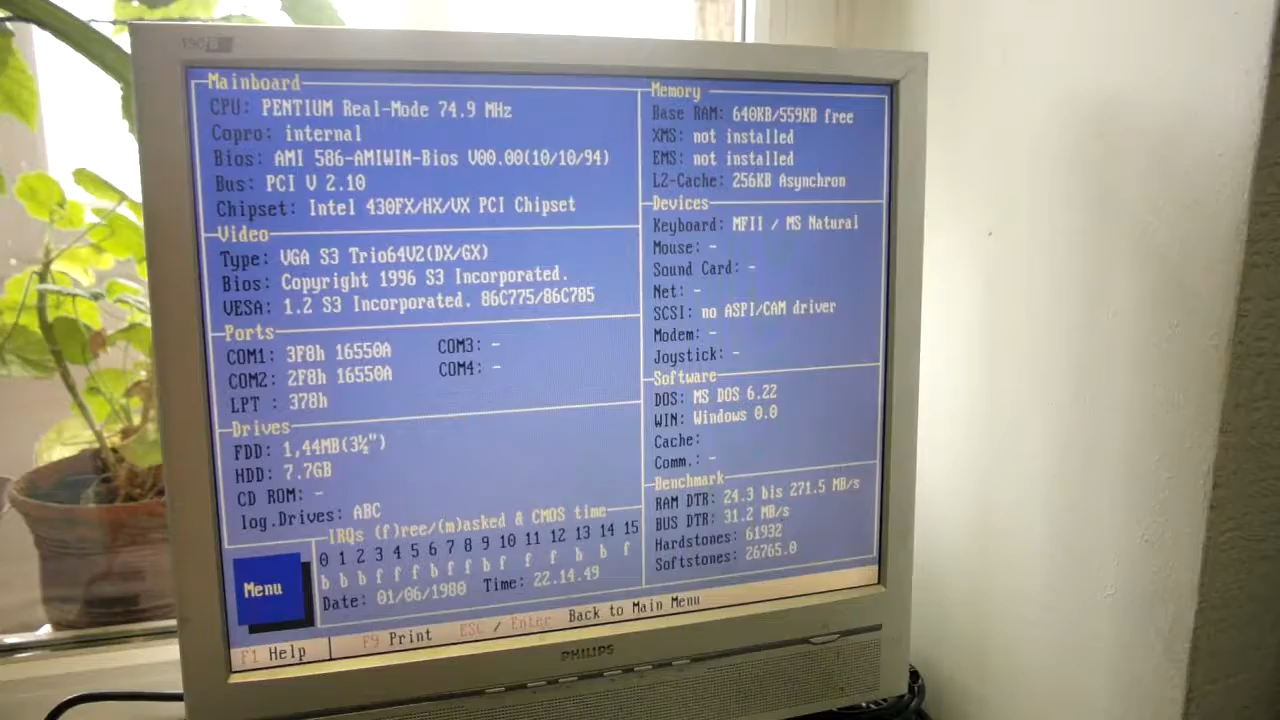 190B
Mainboard
CPU: PENTIUM Real-Mode 74.9 MHz
Copro: internal
Bios: AMI 586-AMIWIN-Bios V00.00(10/10/94)
Bus: PCI V 2.10
Chipset: Intel 430FX/HX/VX PCI Chipset
Video
Type: VGA S3 Trio64V2(DX/GX)
Bios: Copyright 1996 S3 Incorporated.
VESA: 1.2 S3 Incorporated. 86C775/86C785
Ports
COM1: 3F8h 16550A COM3: -
COM2: 2F8h 16550A COM4: -
LPT : 378h
Drives
FDD: 1,44MB(3½")
HDD: 7.7GB
CD ROM: -
log.Drives: ABC
IRQs (f)ree/(m)asked & CMOS time
0 1 2 3 4 5 6 7 8 9 10 11 12 13 14 15
b b b f f f b f f b f f f b b f
Date: 01/06/1980 Time: 22.14.49
Menu
Memory
Base RAM: 640KB/559KB free
XMS: not installed
EMS: not installed
L2-Cache: 256KB Asynchron
Devices
Keyboard: MFII / MS Natural
Mouse: -
Sound Card: -
Net: -
SCSI: no ASPI/CAM driver
Modem: -
Joystick: -
Software
DOS: MS DOS 6.22
WIN: Windows 0.0
Cache:
Comm.: -
Benchmark
RAM DTR: 24.3 bis 271.5 MB/s
BUS DTR: 31.2 MB/s
Hardstones: 61932
Softstones: 26765.0
F1 Help F9 Print ESC / Enter Back to Main Menu
PHILIPS